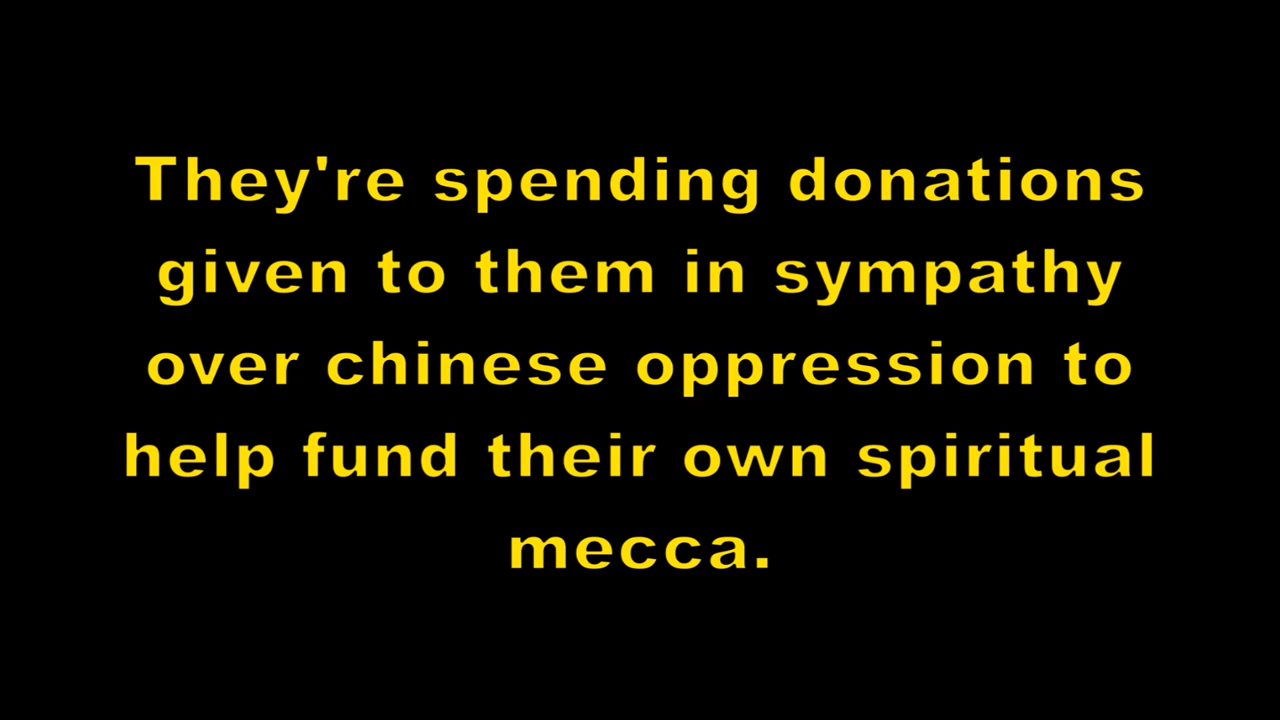 They're spending donations
given to them in sympathy
over chinese oppression to
help fund their own spiritual
mecca.